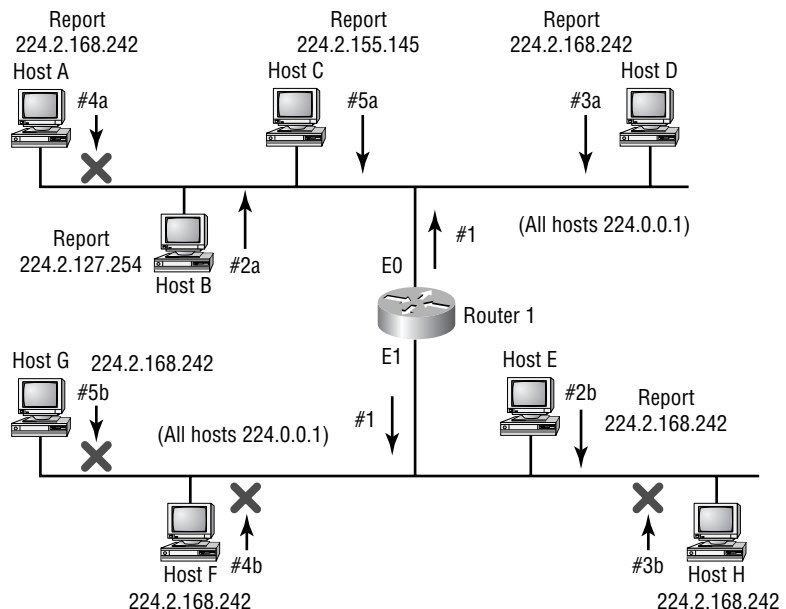 Report
224.2.168.242
Host A
#4a
Report
224.2.155.145
Host C
#5a
Report
224.2.168.242
Host D
#3a
Report
224.2.127.254
Host B
#2a
#1
(All hosts 224.0.0.1)
E0
Router 1
E1
Host G
224.2.168.242
#5b
(All hosts 224.0.0.1)
#1
Host E
#2b
Report
224.2.168.242
Host F
#4b
224.2.168.242
#3b
Host H
224.2.168.242